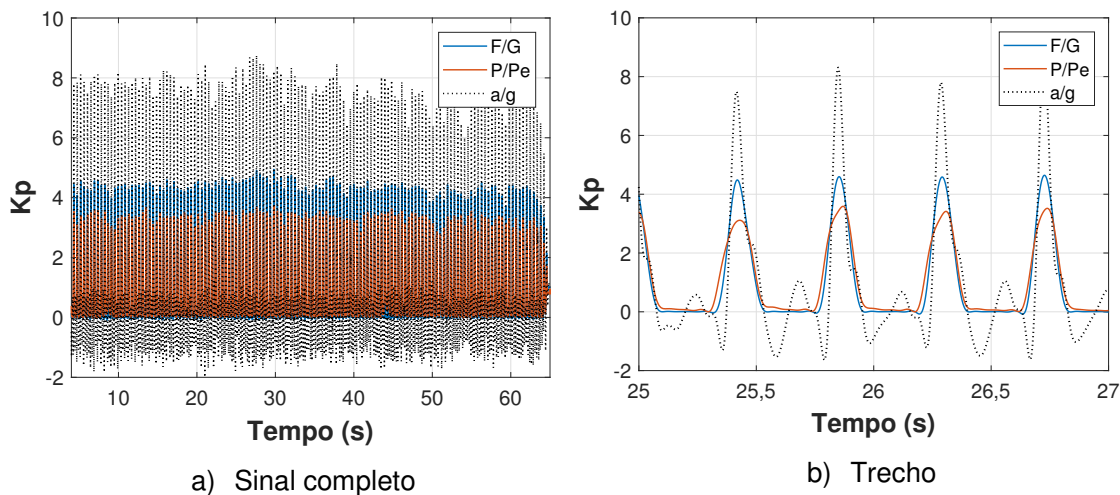 10
8
6
4
2
0
-2
Kp
F/G
P/Pe
a/g
10 20 30 40 50 60
Tempo (s)
a) Sinal completo
10
8
6
4
2
0
-2
Kp
F/G
P/Pe
a/g
25 25,5 26 26,5 27
Tempo (s)
b) Trecho